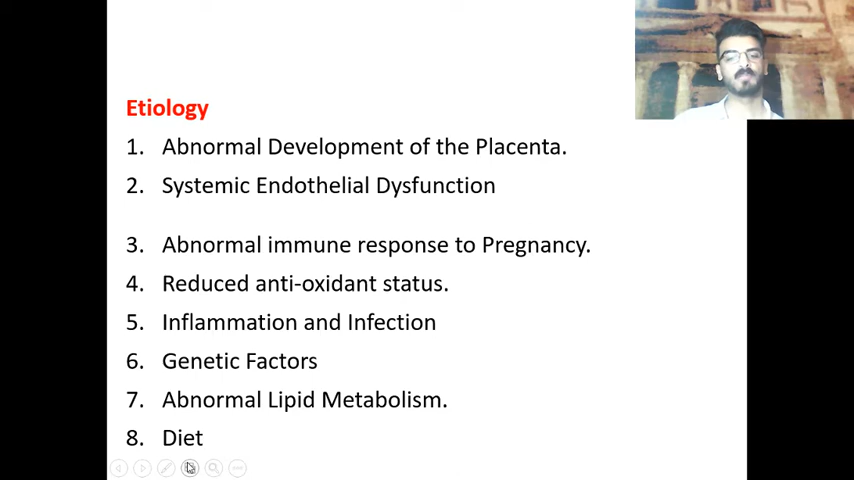 Etiology
1. Abnormal Development of the Placenta.
2. Systemic Endothelial Dysfunction
3. Abnormal immune response to Pregnancy.
4. Reduced anti-oxidant status.
5. Inflammation and Infection
6. Genetic Factors
7. Abnormal Lipid Metabolism.
8. Diet